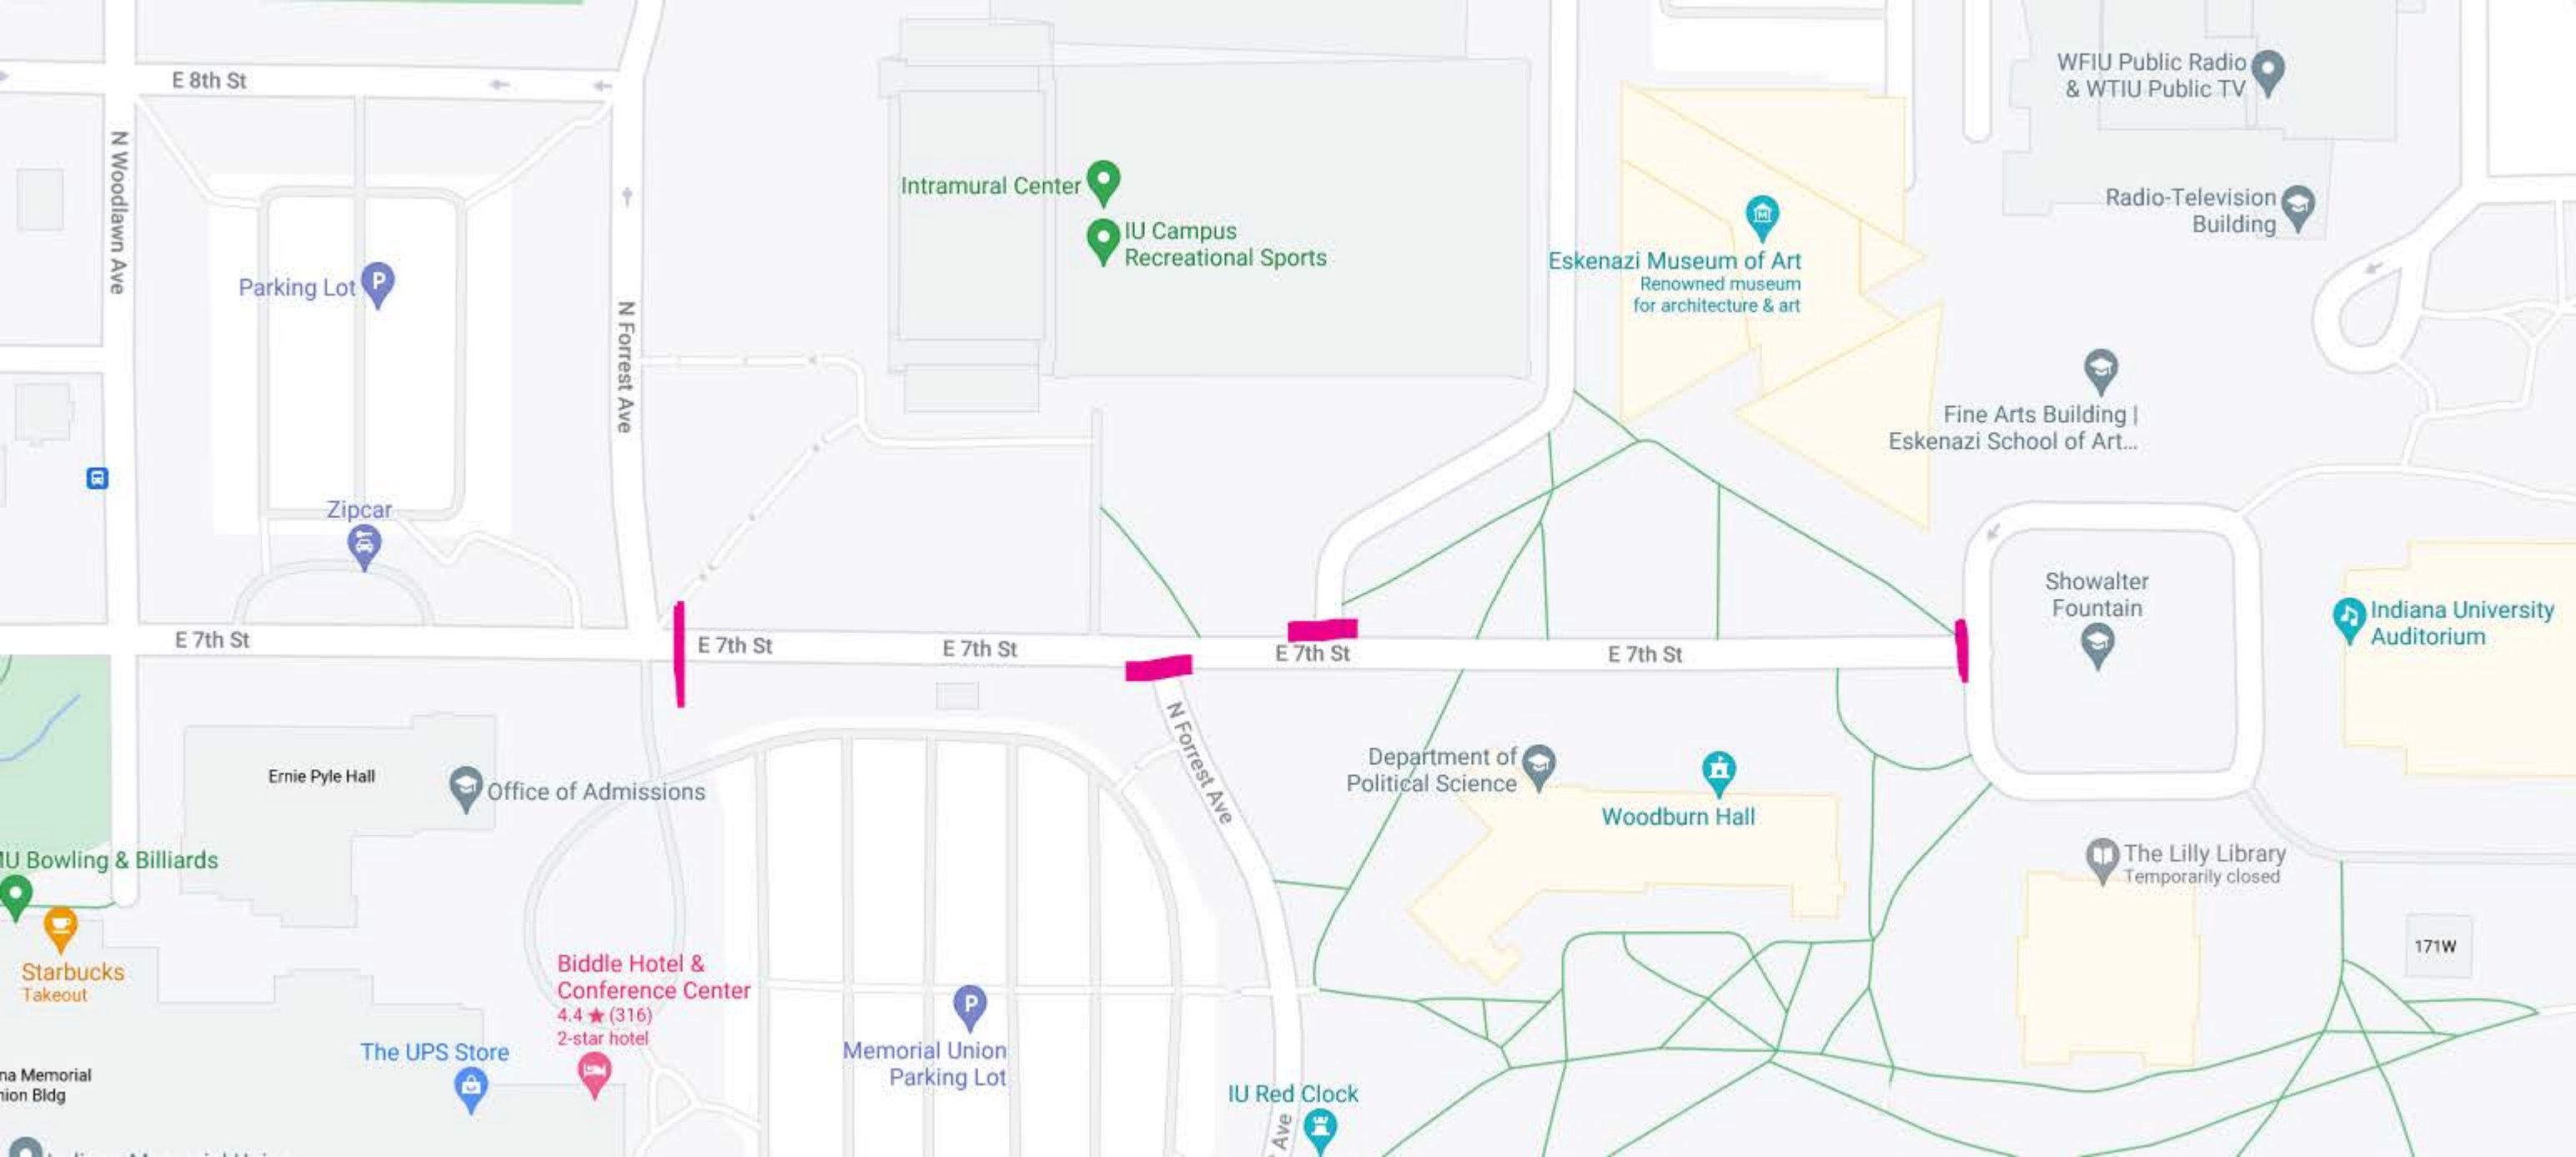 E 8th St
N Woodlawn Ave
Parking Lot
P
Zipcar
N Forrest Ave
Intramural Center
IU Campus
Recreational Sports
Eskenazi Museum of Art
Renowned museum
for architecture & art
WFIU Public Radio
& WTIU Public TV
Radio-Television
Building
Fine Arts Building |
Eskenazi School of Art...
Showalter
Fountain
Indiana University
Auditorium
E 7th St
E 7th St
E 7th St
E 7th St
E 7th St
Ernie Pyle Hall
Office of Admissions
N Forrest Ave
Department of
Political Science
Woodburn Hall
The Lilly Library
Temporarily closed
171W
Bowling & Billiards
Starbucks
Takeout
Biddle Hotel &
Conference Center
4.4 ★ (316)
2-star hotel
The UPS Store
P
Memorial Union
Parking Lot
IU Red Clock
Ave
Memorial
Bldg